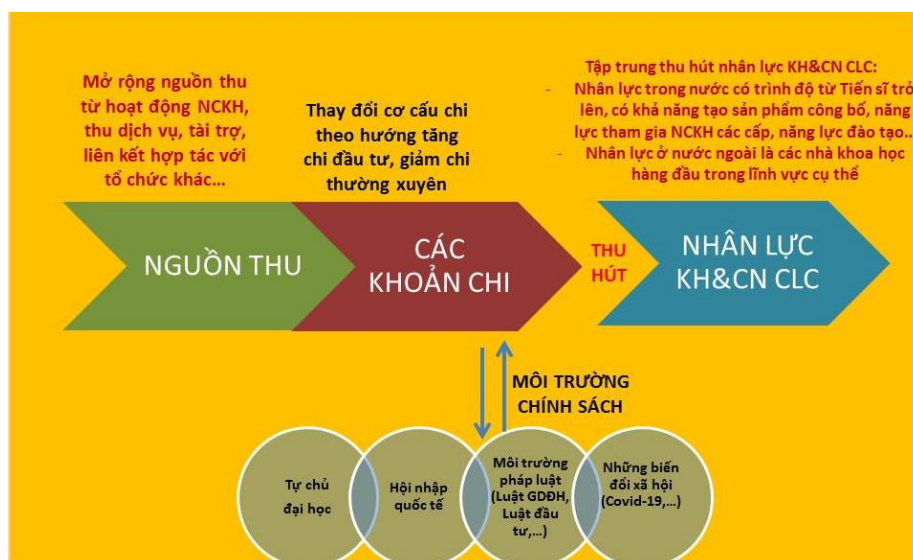 Mở rộng nguồn thu
từ hoạt động NCKH,
thu dịch vụ, tài trợ,
liên kết hợp tác với
tổ chức khác...
Thay đổi cơ cấu chi
theo hướng tăng
chi đầu tư, giảm chi
thường xuyên
Tập trung thu hút nhân lực KH&CN CLC:
- Nhân lực trong nước có trình độ từ Tiến sĩ trở
lên, có khả năng tạo sản phẩm công bố, năng
lực tham gia NCKH các cấp, năng lực đào tạo...
- Nhân lực ở nước ngoài là các nhà khoa học
hàng đầu trong lĩnh vực cụ thể
NGUỒN THU
CÁC
KHOẢN CHI
THU
HÚT
NHÂN LỰC
KH&CN CLC
MÔI TRƯỜNG
CHÍNH SÁCH
Tự chủ
đại học
Hội nhập
quốc tế
Môi trường
pháp luật
(Luật GDĐH,
Luật đầu
tư,...)
Những biến
đổi xã hội
(Covid-19,...)